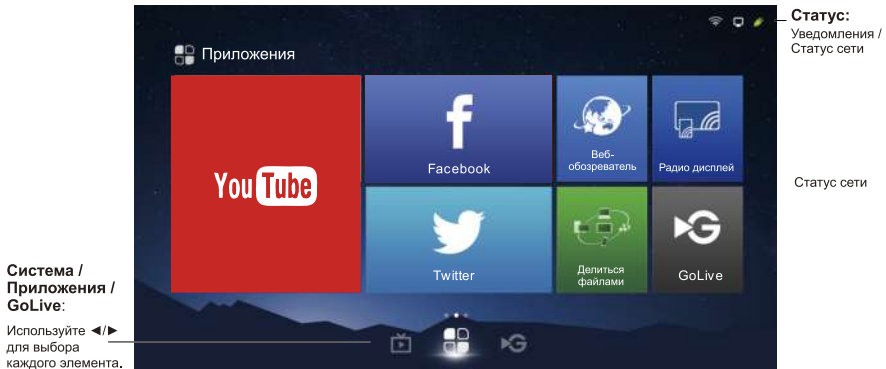 Статус:
Уведомления /
Статус сети
Приложения
YouTube
Facebook
Веб-
обозреватель
Радио дисплей
Статус сети
Twitter
Делиться
файлами
GoLive
Система /
Приложения /
GoLive:
Используйте ◄/►
для выбора
каждого элемента.